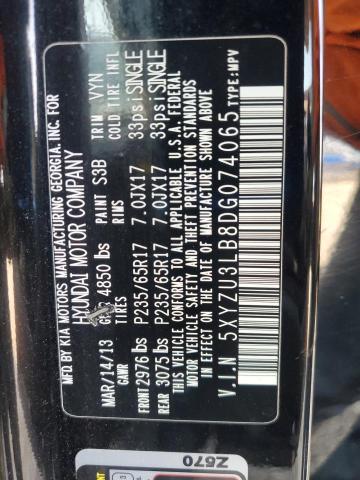 MFD. BY KIA MOTORS MANUFACTURING GEORGIA, INC. FOR
HYUNDAI MOTOR COMPANY
MAR/14/13 4850 lbs PAINT S3B TRIM VYN
GAWR TIRES RIMS COLD TIRE INFL
FRONT 2976 lbs P235/65R17 7.0JX17 33psi SINGLE
REAR 3075 lbs P235/65R17 7.0JX17 33psi SINGLE
THIS VEHICLE CONFORMS TO ALL APPLICABLE U.S.A. FEDERAL
MOTOR VEHICLE SAFETY AND THEFT PREVENTION STANDARDS
IN EFFECT ON THE DATE OF MANUFACTURE SHOWN ABOVE.
V.I.N 5XYZU3LB8DG074065 TYPE: MPV
Z670